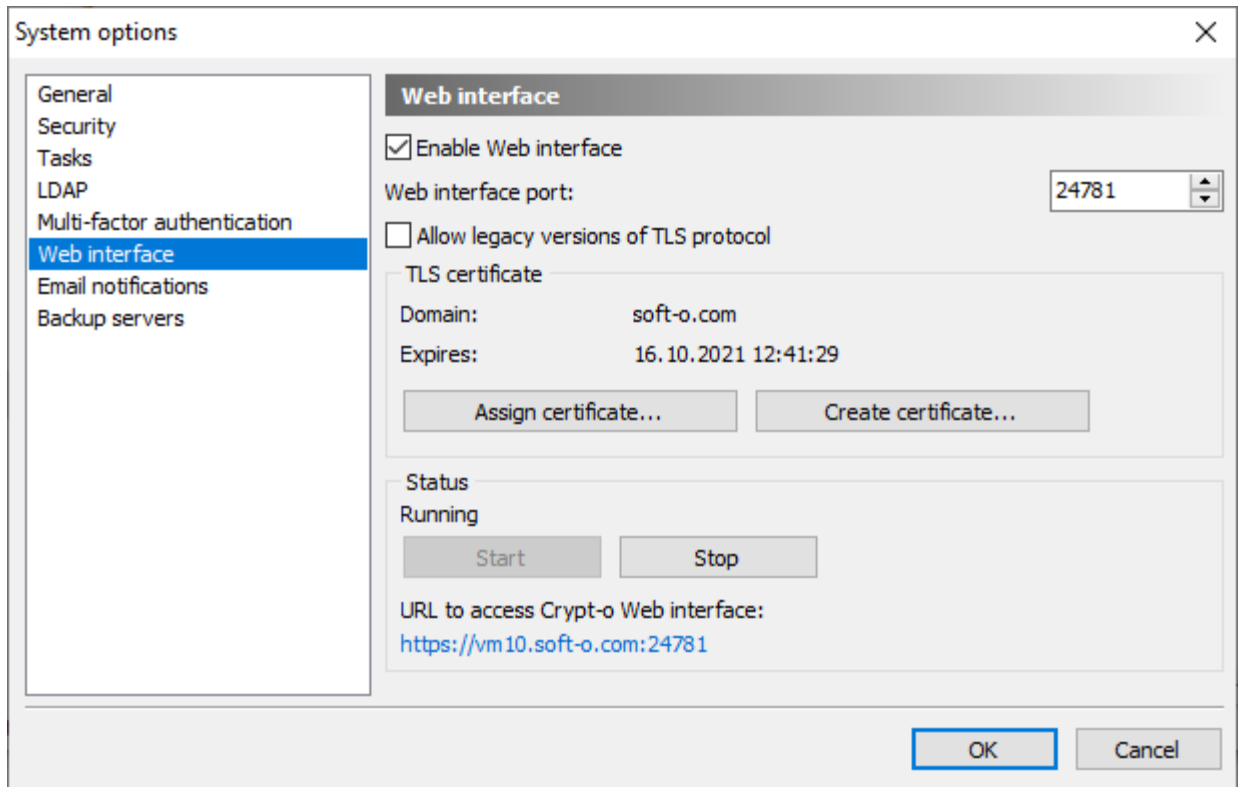 System options
General
Security
Tasks
LDAP
Multi-factor authentication
Web interface
Email notifications
Backup servers
Web interface
Enable Web interface
Web interface port: 24781
Allow legacy versions of TLS protocol
TLS certificate
Domain: soft-o.com
Expires: 16.10.2021 12:41:29
Assign certificate... Create certificate...
Status
Running
Start Stop
URL to access Crypt-o Web interface:
https://vm10.soft-o.com:24781
OK Cancel